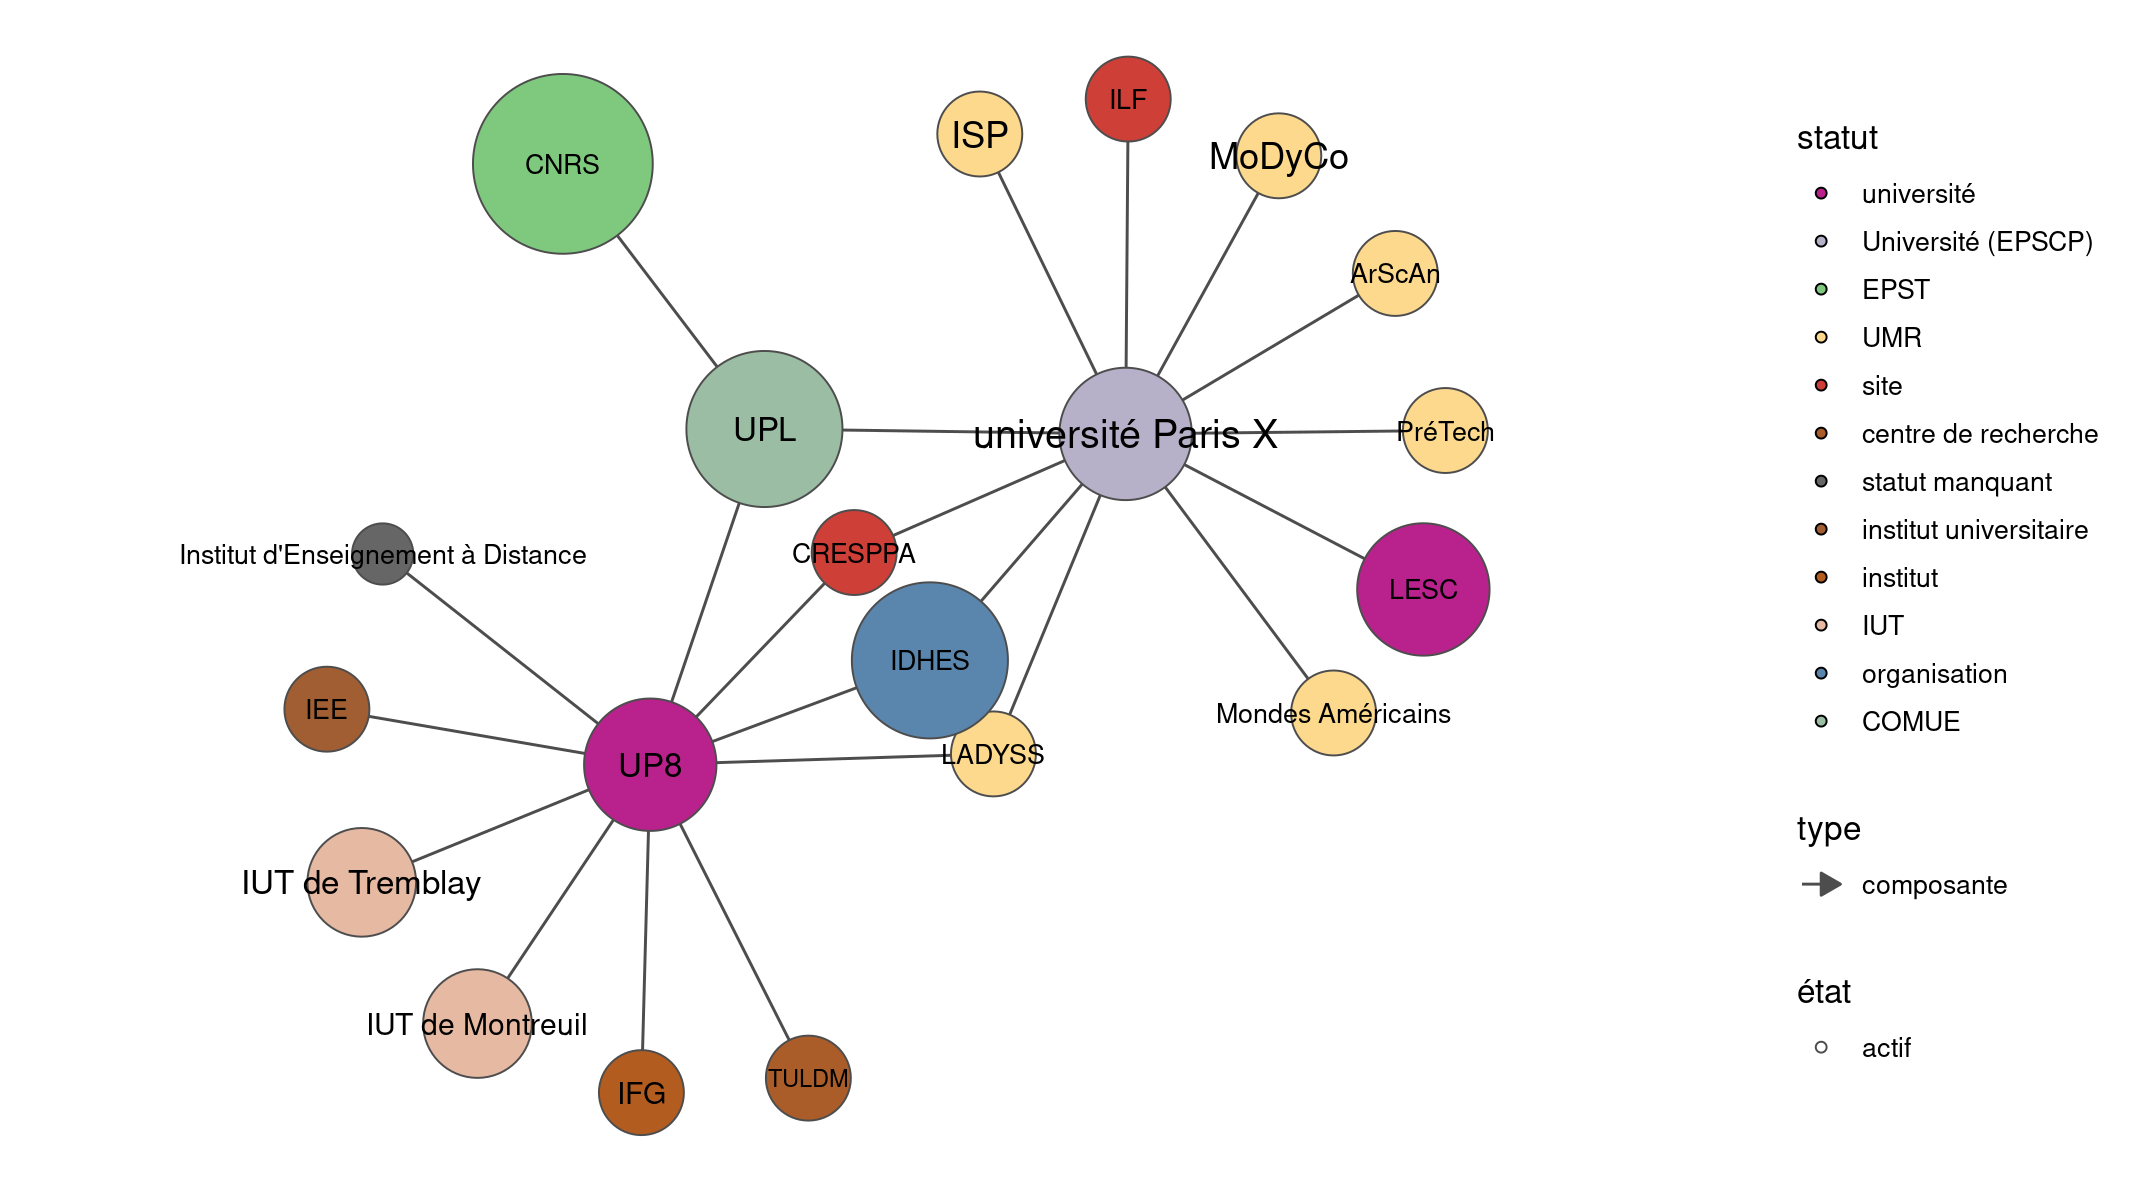 CNRS
ISP
ILF
MoDyCo
ArScAn
UPL
université Paris X
PréTech
Institut d'Enseignement à Distance
CRESPPA
LESC
IDHES
IEE
Mondes Américains
UP8
LADYSS
IUT de Tremblay
IUT de Montreuil
IFG
TULDM
statut
université
Université (EPSCP)
EPST
UMR
site
centre de recherche
statut manquant
institut universitaire
institut
IUT
organisation
COMUE
type
composante
état
actif